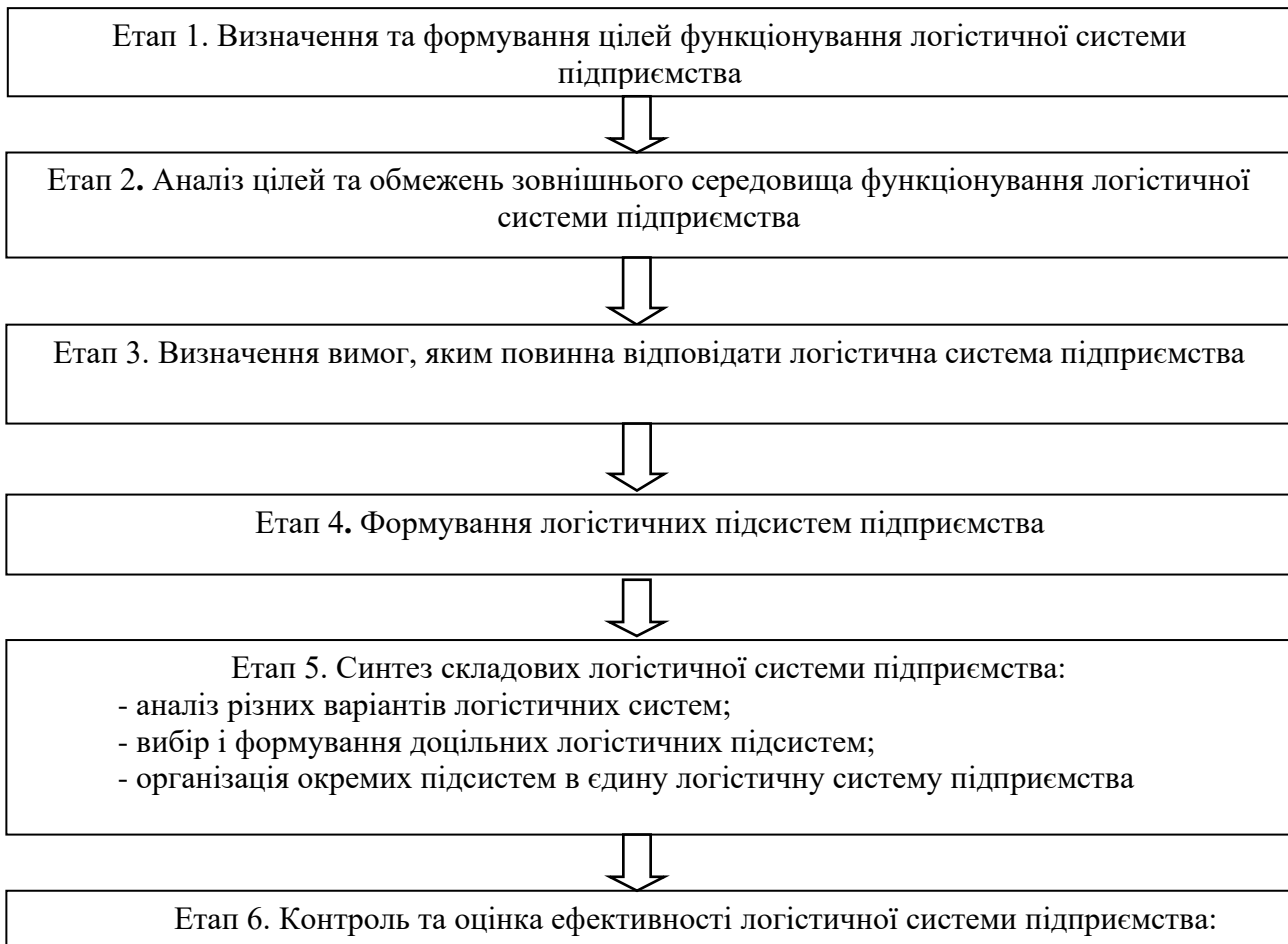 Етап 1. Визначення та формування цілей функціонування логістичної системи
підприємства
Етап 2. Аналіз цілей та обмежень зовнішнього середовища функціонування логістичної
системи підприємства
Етап 3. Визначення вимог, яким повинна відповідати логістична система підприємства
Етап 4. Формування логістичних підсистем підприємства
Етап 5. Синтез складових логістичної системи підприємства:
- аналіз різних варіантів логістичних систем;
- вибір і формування доцільних логістичних підсистем;
- організація окремих підсистем в єдину логістичну систему підприємства
Етап 6. Контроль та оцінка ефективності логістичної системи підприємства: